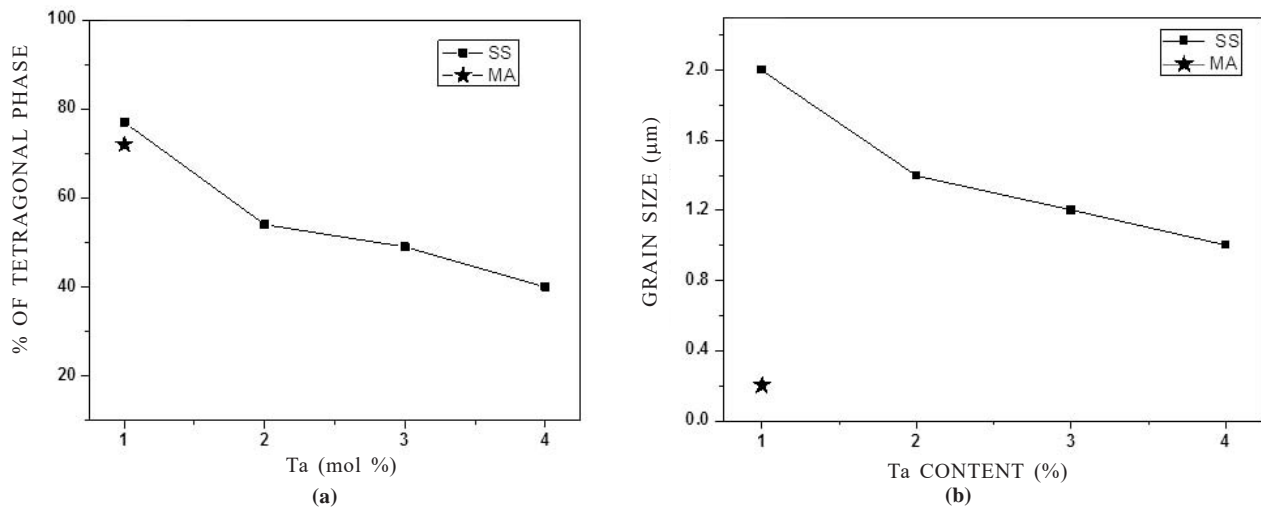 100
80
60
40
20
% OF TETRAGONAL PHASE
SS
MA
1 2 3 4
Ta (mol %)
(a)
2.0
1.6
1.2
0.8
0.4
0.0
GRAIN SIZE (μm)
SS
MA
1 2 3 4
Ta CONTENT (%)
(b)